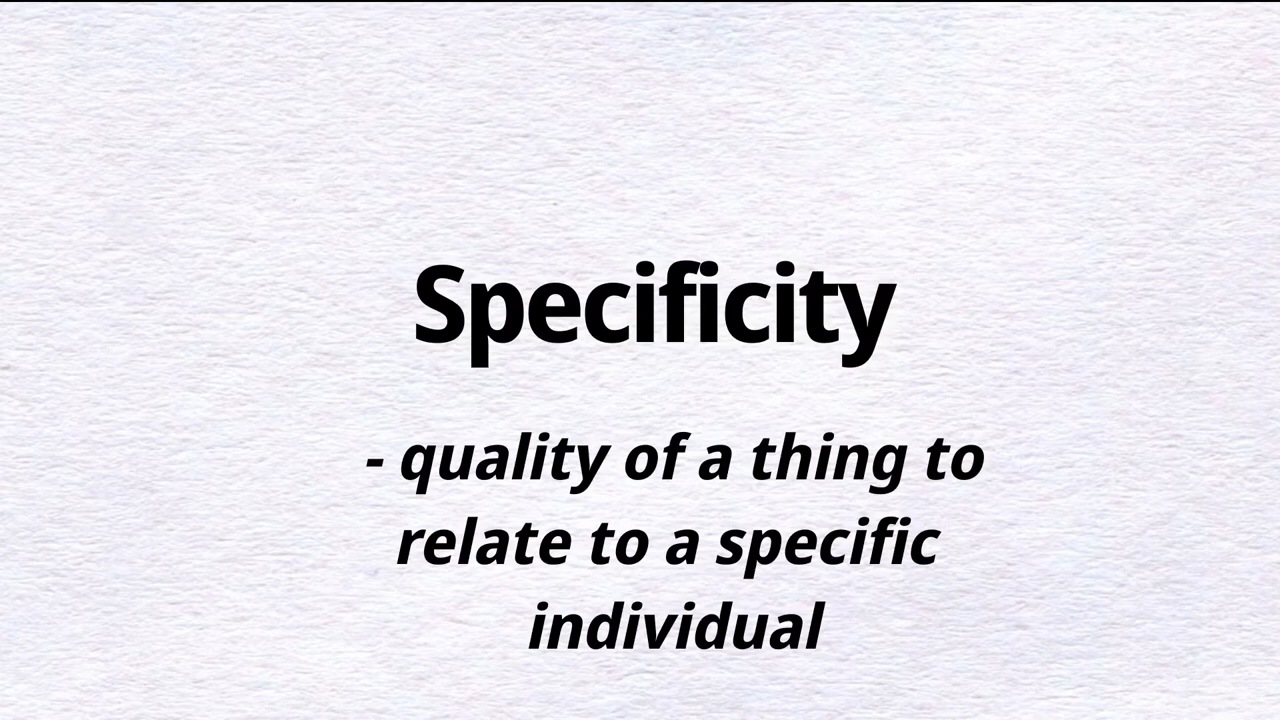 Specificity
- quality of a thing to
relate to a specific
individual